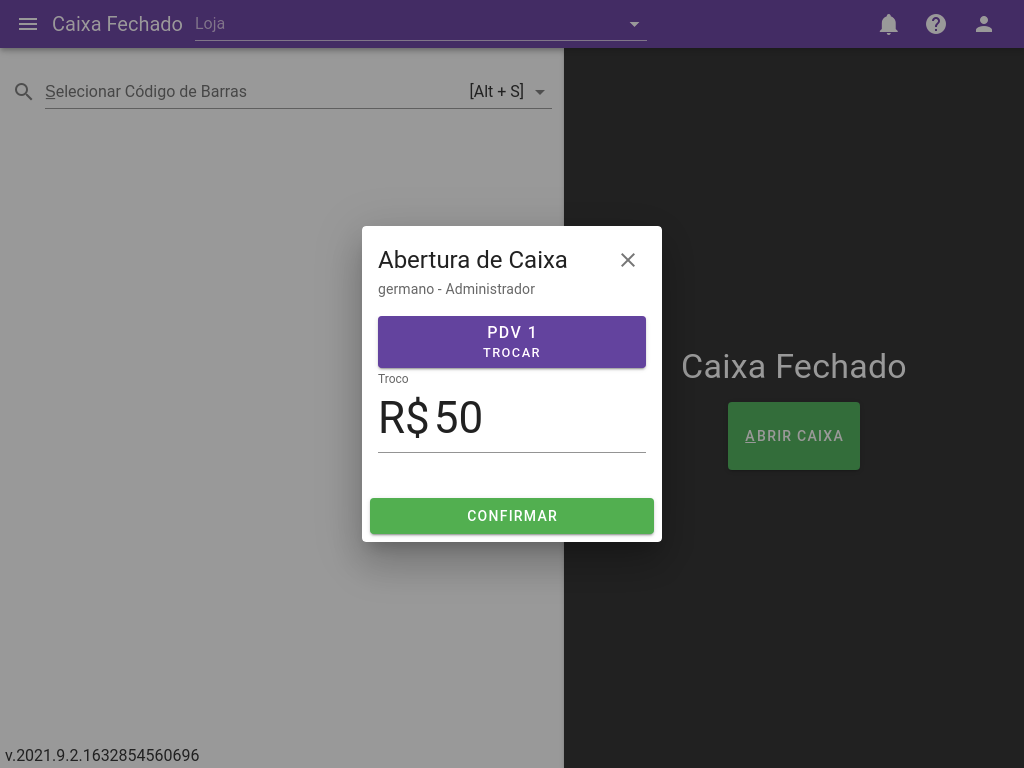 Caixa Fechado
Loja
Selecionar Código de Barras
[Alt + S]
Abertura de Caixa
germano - Administrador
PDV 1
TROCAR
Troco
R$ 50
CONFIRMAR
Caixa Fechado
ABRIR CAIXA
v.2021.9.2.1632854560696